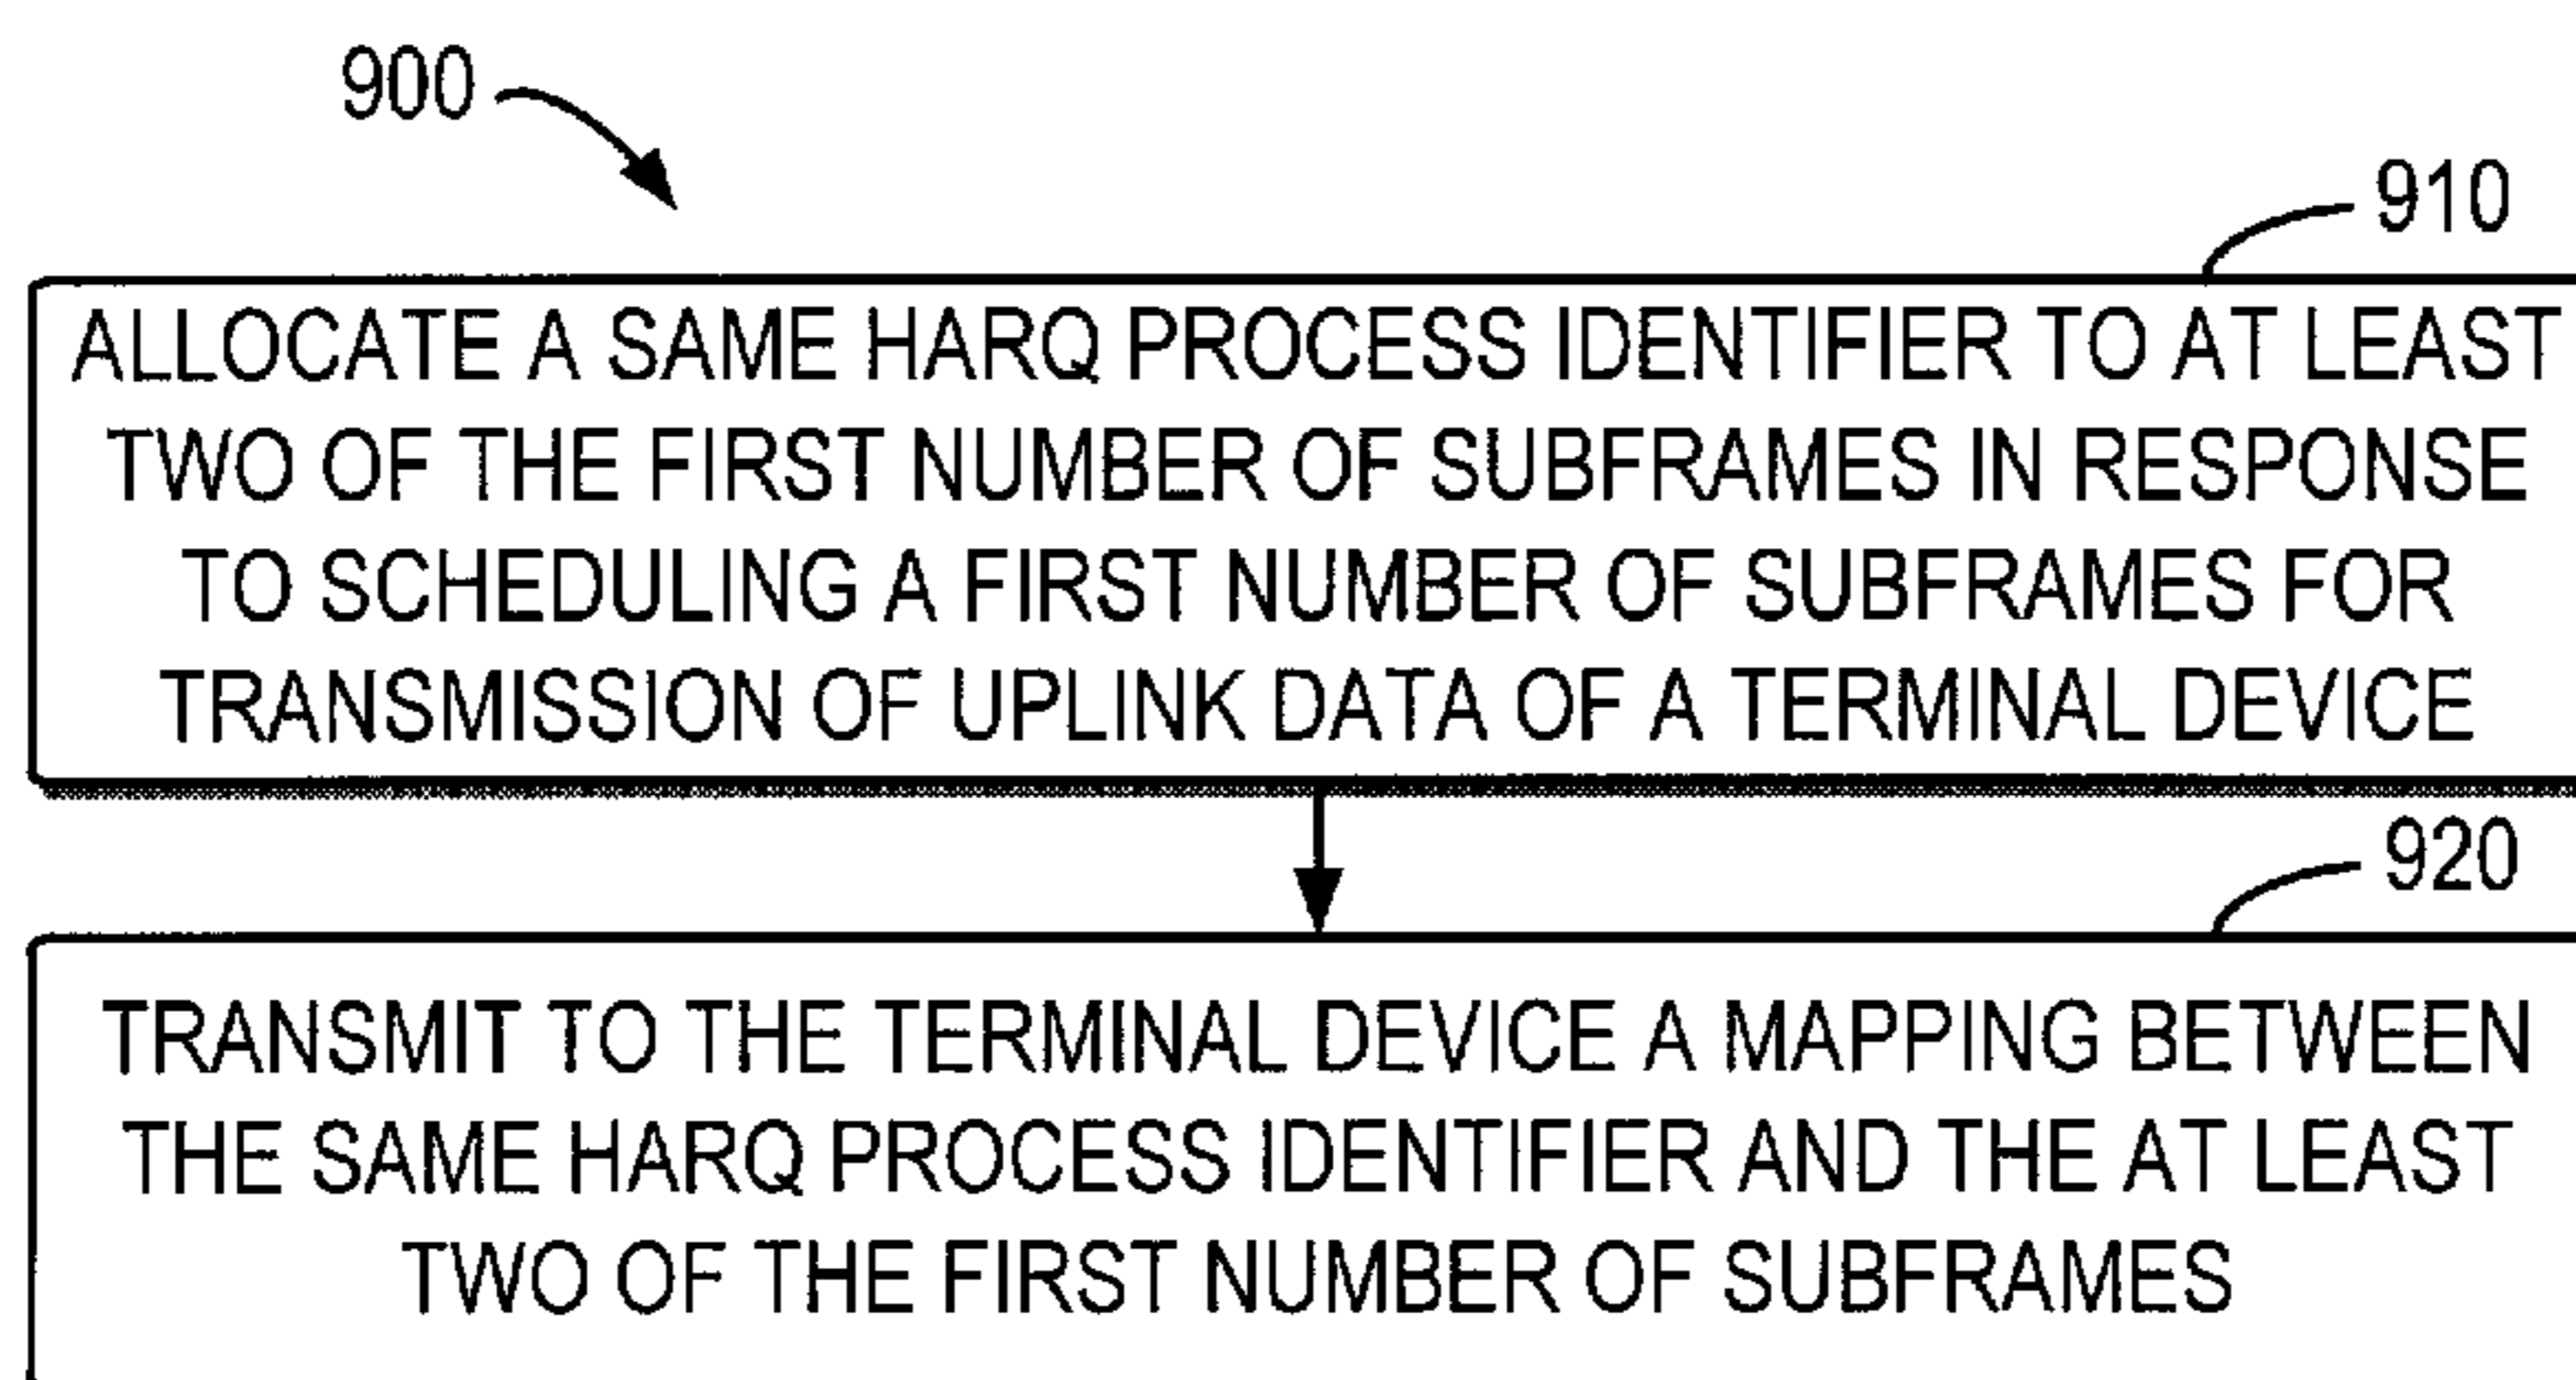 900
910
ALLOCATE A SAME HARQ PROCESS IDENTIFIER TO AT LEAST
TWO OF THE FIRST NUMBER OF SUBFRAMES IN RESPONSE
TO SCHEDULING A FIRST NUMBER OF SUBFRAMES FOR
TRANSMISSION OF UPLINK DATA OF A TERMINAL DEVICE
920
TRANSMIT TO THE TERMINAL DEVICE A MAPPING BETWEEN
THE SAME HARQ PROCESS IDENTIFIER AND THE AT LEAST
TWO OF THE FIRST NUMBER OF SUBFRAMES